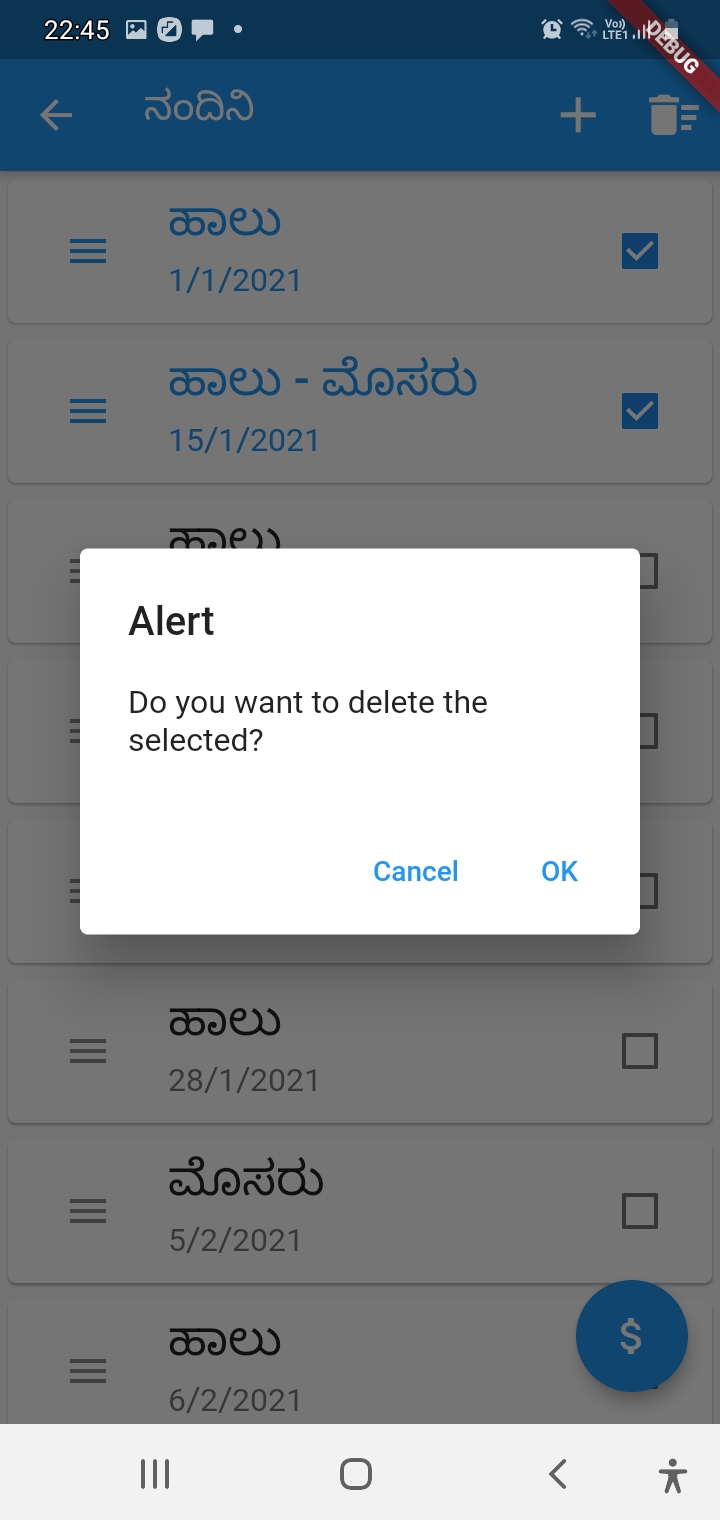 22:45
Vo)) LTE1
DEBUG
ನಂದಿನಿ
ಹಾಲು
1/1/2021
ಹಾಲು - ಮೊಸರು
15/1/2021
ಹಾಲು
Alert
Do you want to delete the
selected?
Cancel OK
ಹಾಲು
28/1/2021
ಮೊಸರು
5/2/2021
ಹಾಲು
$
6/2/2021